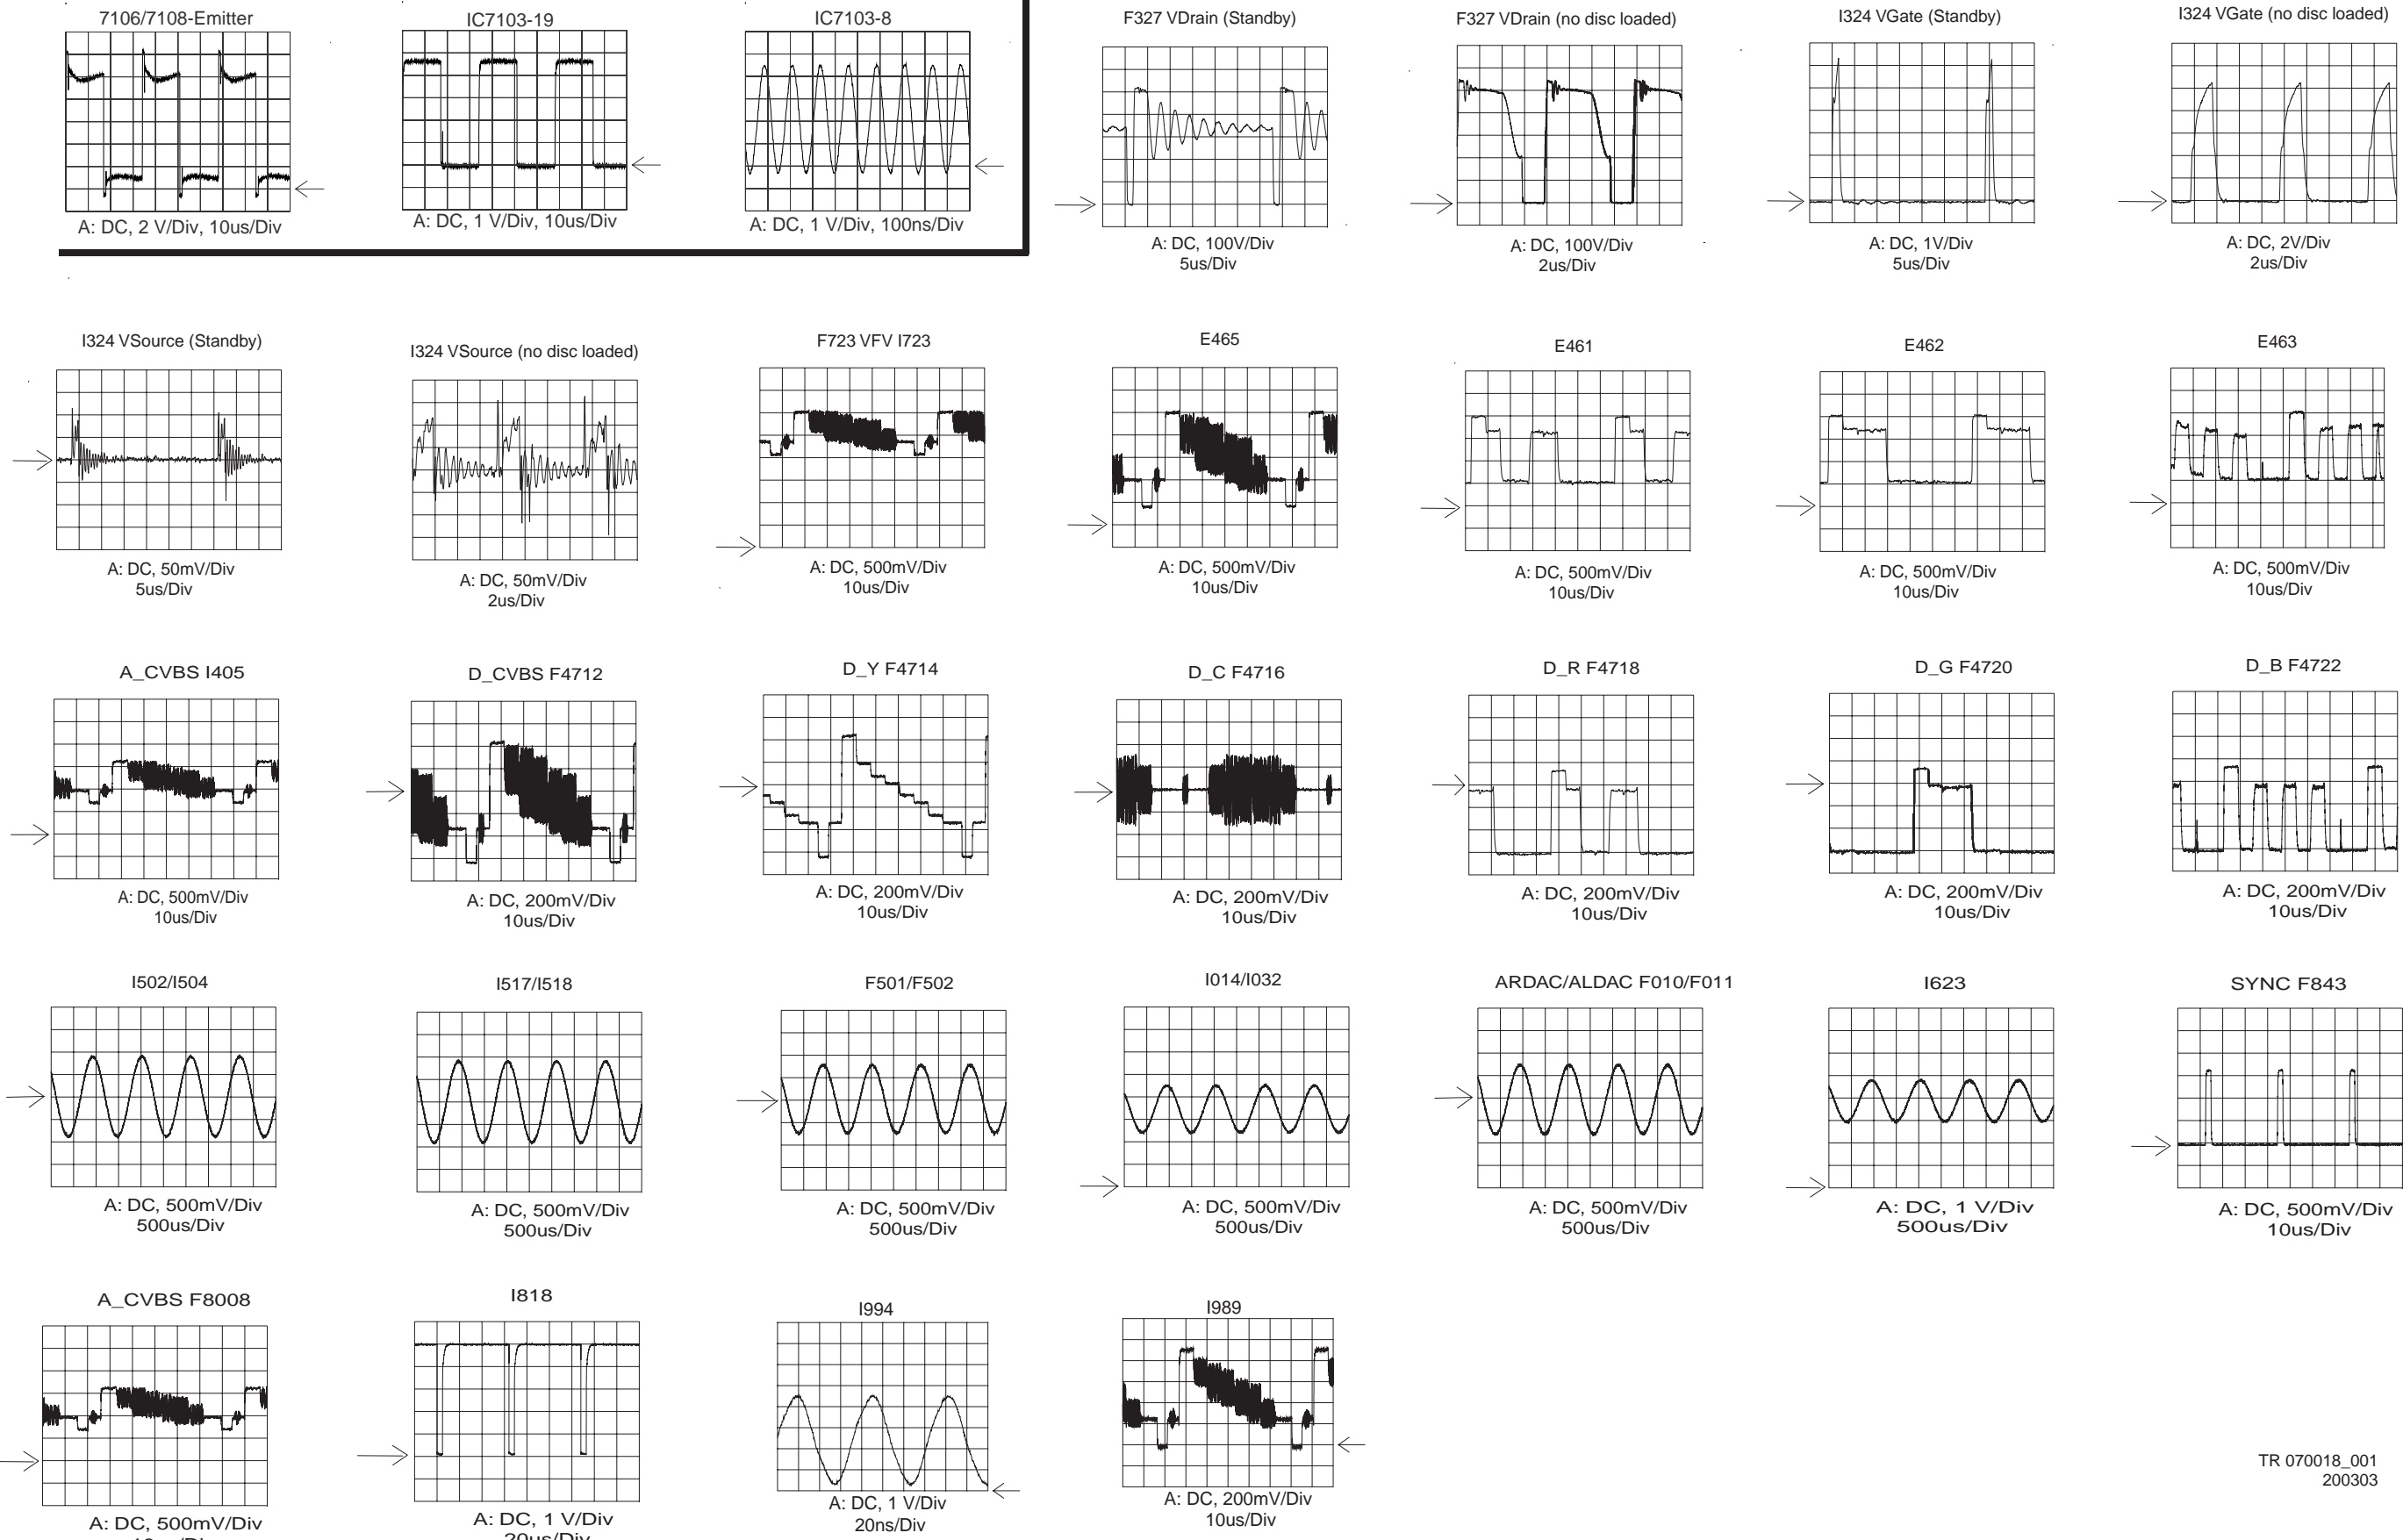 7106/7108-Emitter
A: DC, 2 V/Div, 10us/Div
IC7103-19
A: DC, 1 V/Div, 10us/Div
IC7103-8
A: DC, 1 V/Div, 100ns/Div
F327 VDrain (Standby)
A: DC, 100V/Div
5us/Div
F327 VDrain (no disc loaded)
A: DC, 100V/Div
2us/Div
I324 VGate (Standby)
A: DC, 1V/Div
5us/Div
I324 VGate (no disc loaded)
A: DC, 2V/Div
2us/Div
I324 VSource (Standby)
A: DC, 50mV/Div
5us/Div
I324 VSource (no disc loaded)
A: DC, 50mV/Div
2us/Div
F723 VFV I723
A: DC, 500mV/Div
10us/Div
E465
A: DC, 500mV/Div
10us/Div
E461
A: DC, 500mV/Div
10us/Div
E462
A: DC, 500mV/Div
10us/Div
E463
A: DC, 500mV/Div
10us/Div
A_CVBS I405
A: DC, 500mV/Div
10us/Div
D_CVBS F4712
A: DC, 200mV/Div
10us/Div
D_Y F4714
A: DC, 200mV/Div
10us/Div
D_C F4716
A: DC, 200mV/Div
10us/Div
D_R F4718
A: DC, 200mV/Div
10us/Div
D_G F4720
A: DC, 200mV/Div
10us/Div
D_B F4722
A: DC, 200mV/Div
10us/Div
I502/I504
A: DC, 500mV/Div
500us/Div
I517/I518
A: DC, 500mV/Div
500us/Div
F501/F502
A: DC, 500mV/Div
500us/Div
I014/I032
A: DC, 500mV/Div
500us/Div
ARDAC/ALDAC F010/F011
A: DC, 500mV/Div
500us/Div
I623
A: DC, 1 V/Div
500us/Div
SYNC F843
A: DC, 500mV/Div
10us/Div
A_CVBS F8008
A: DC, 500mV/Div
I818
A: DC, 1 V/Div
20us/Div
I994
A: DC, 1 V/Div
20ns/Div
I989
A: DC, 200mV/Div
10us/Div
TR 070018_001
200303